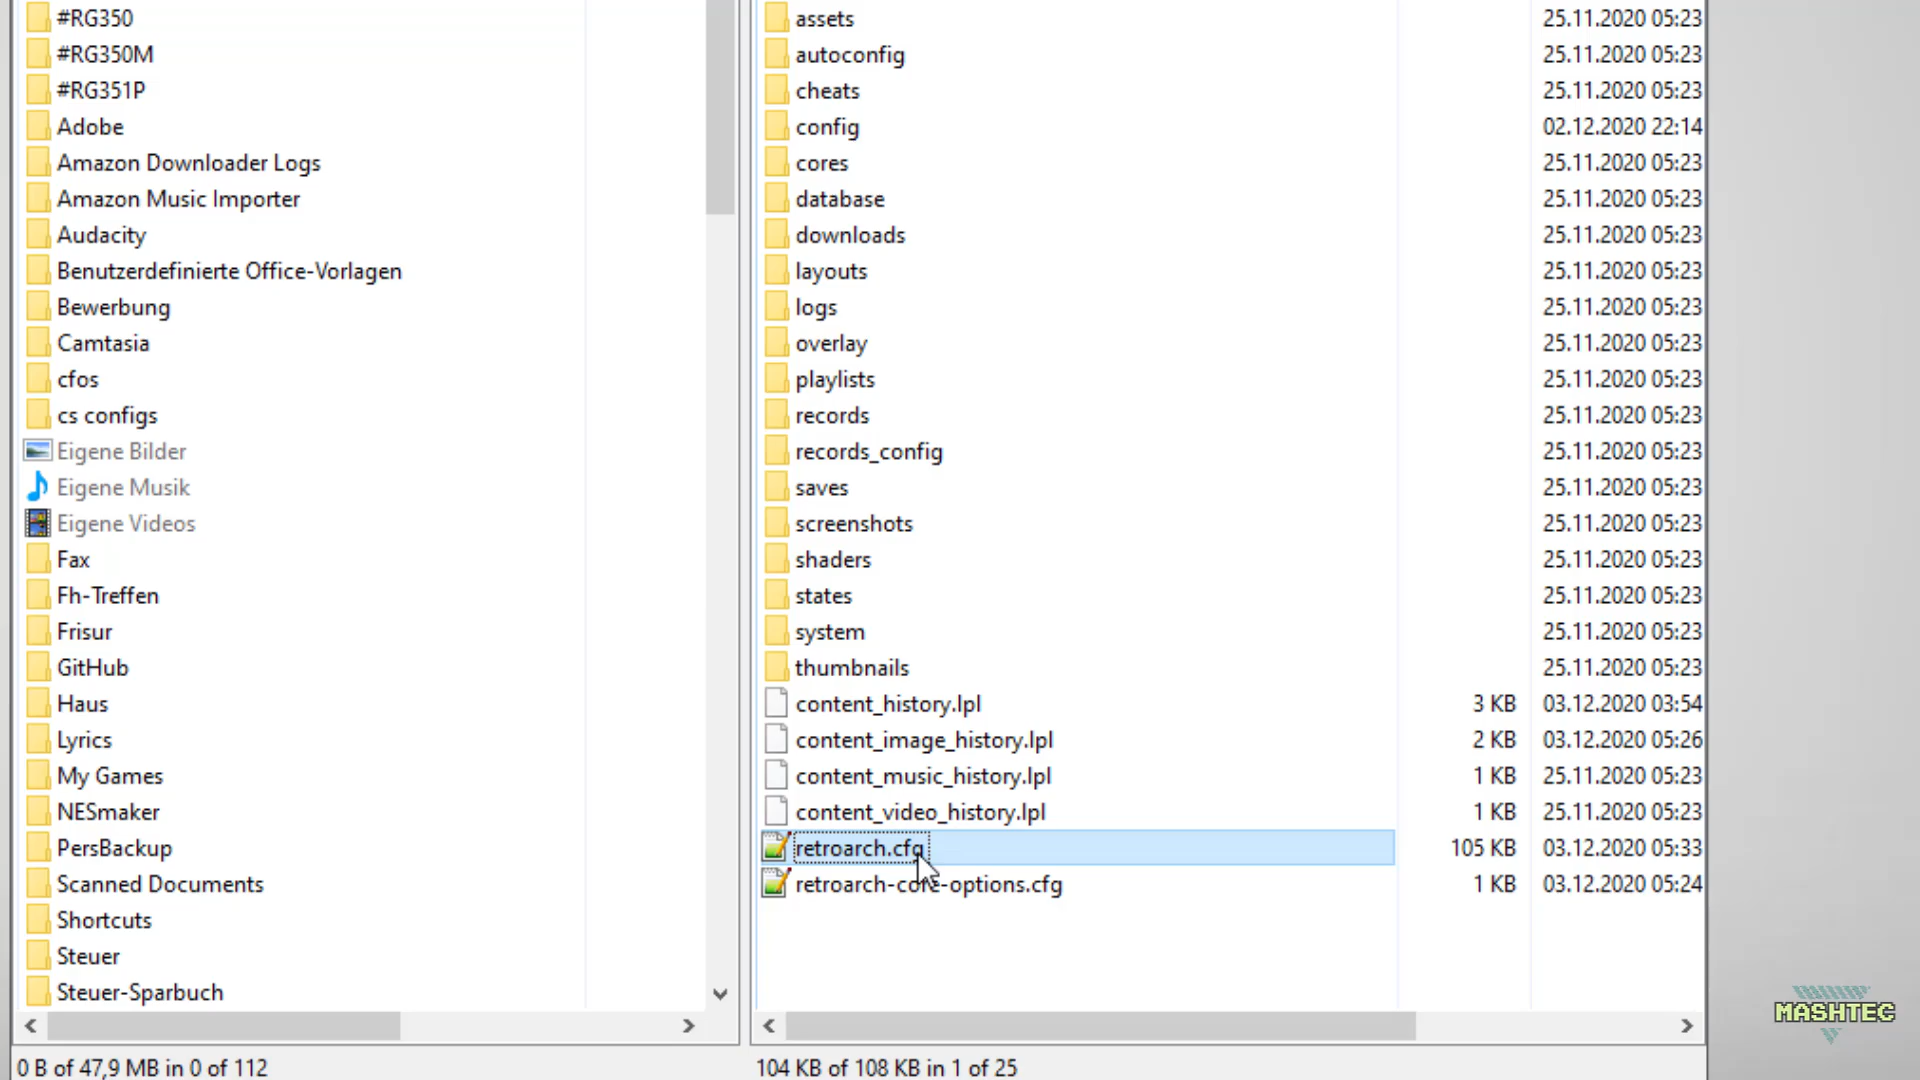 #RG350
#RG350M
#RG351P
Adobe
Amazon Downloader Logs
Amazon Music Importer
Audacity
Benutzerdefinierte Office-Vorlagen
Bewerbung
Camtasia
cfos
cs configs
Eigene Bilder
Eigene Musik
Eigene Videos
Fax
Fh-Treffen
Frisur
GitHub
Haus
Lyrics
My Games
NESmaker
PersBackup
Scanned Documents
Shortcuts
Steuer
Steuer-Sparbuch
0 B of 47,9 MB in 0 of 112
assets 25.11.2020 05:23
autoconfig 25.11.2020 05:23
cheats 25.11.2020 05:23
config 02.12.2020 22:14
cores 25.11.2020 05:23
database 25.11.2020 05:23
downloads 25.11.2020 05:23
layouts 25.11.2020 05:23
logs 25.11.2020 05:23
overlay 25.11.2020 05:23
playlists 25.11.2020 05:23
records 25.11.2020 05:23
records_config 25.11.2020 05:23
saves 25.11.2020 05:23
screenshots 25.11.2020 05:23
shaders 25.11.2020 05:23
states 25.11.2020 05:23
system 25.11.2020 05:23
thumbnails 25.11.2020 05:23
content_history.lpl 3 KB 03.12.2020 03:54
content_image_history.lpl 2 KB 03.12.2020 05:26
content_music_history.lpl 1 KB 25.11.2020 05:23
content_video_history.lpl 1 KB 25.11.2020 05:23
retroarch.cfg 105 KB 03.12.2020 05:33
retroarch-core-options.cfg 1 KB 03.12.2020 05:24
104 KB of 108 KB in 1 of 25
MASHTEC